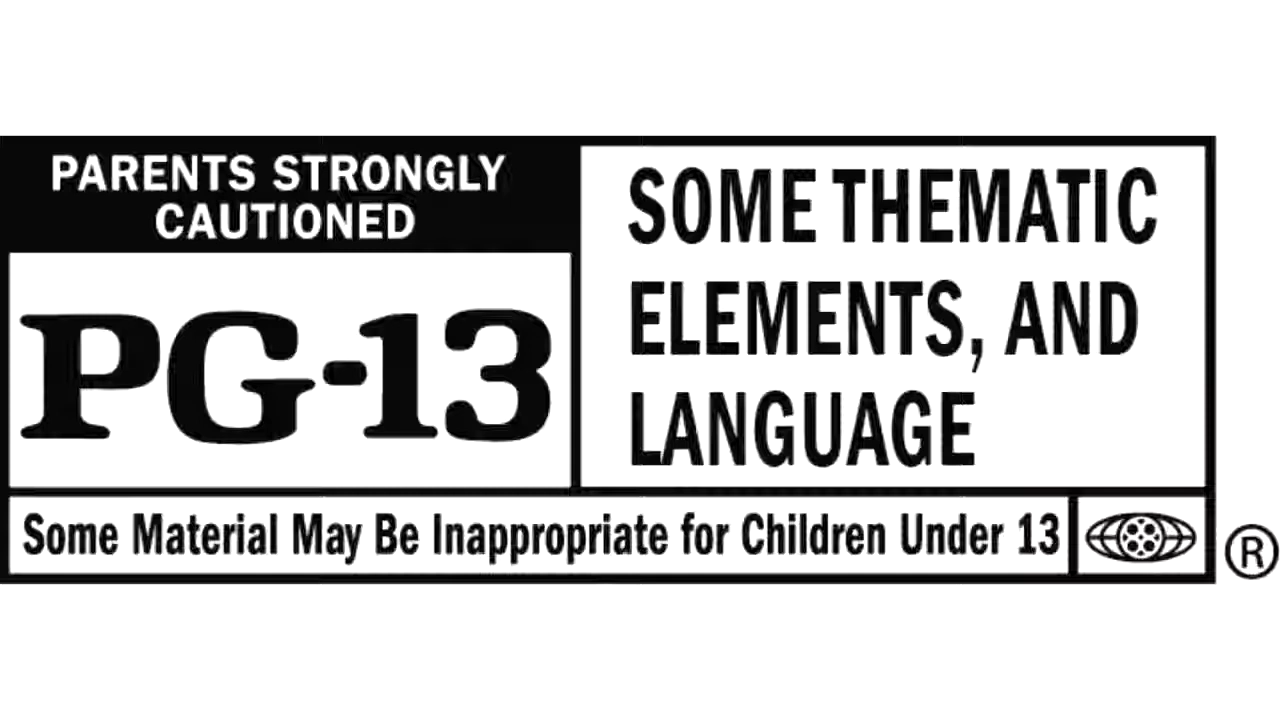 PARENTS STRONGLY
CAUTIONED
PG-13
SOME THEMATIC
ELEMENTS, AND
LANGUAGE
Some Material May Be Inappropriate for Children Under 13
®